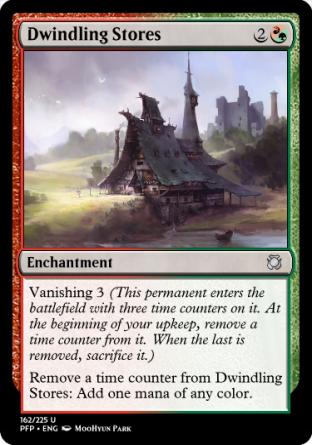 Dwindling Stores 2
Enchantment
Vanishing 3 (This permanent enters the
battlefield with three time counters on it. At
the beginning of your upkeep, remove a
time counter from it. When the last is
removed, sacrifice it.)
Remove a time counter from Dwindling
Stores: Add one mana of any color.
162/225 U
PFP • ENG MooHyun Park